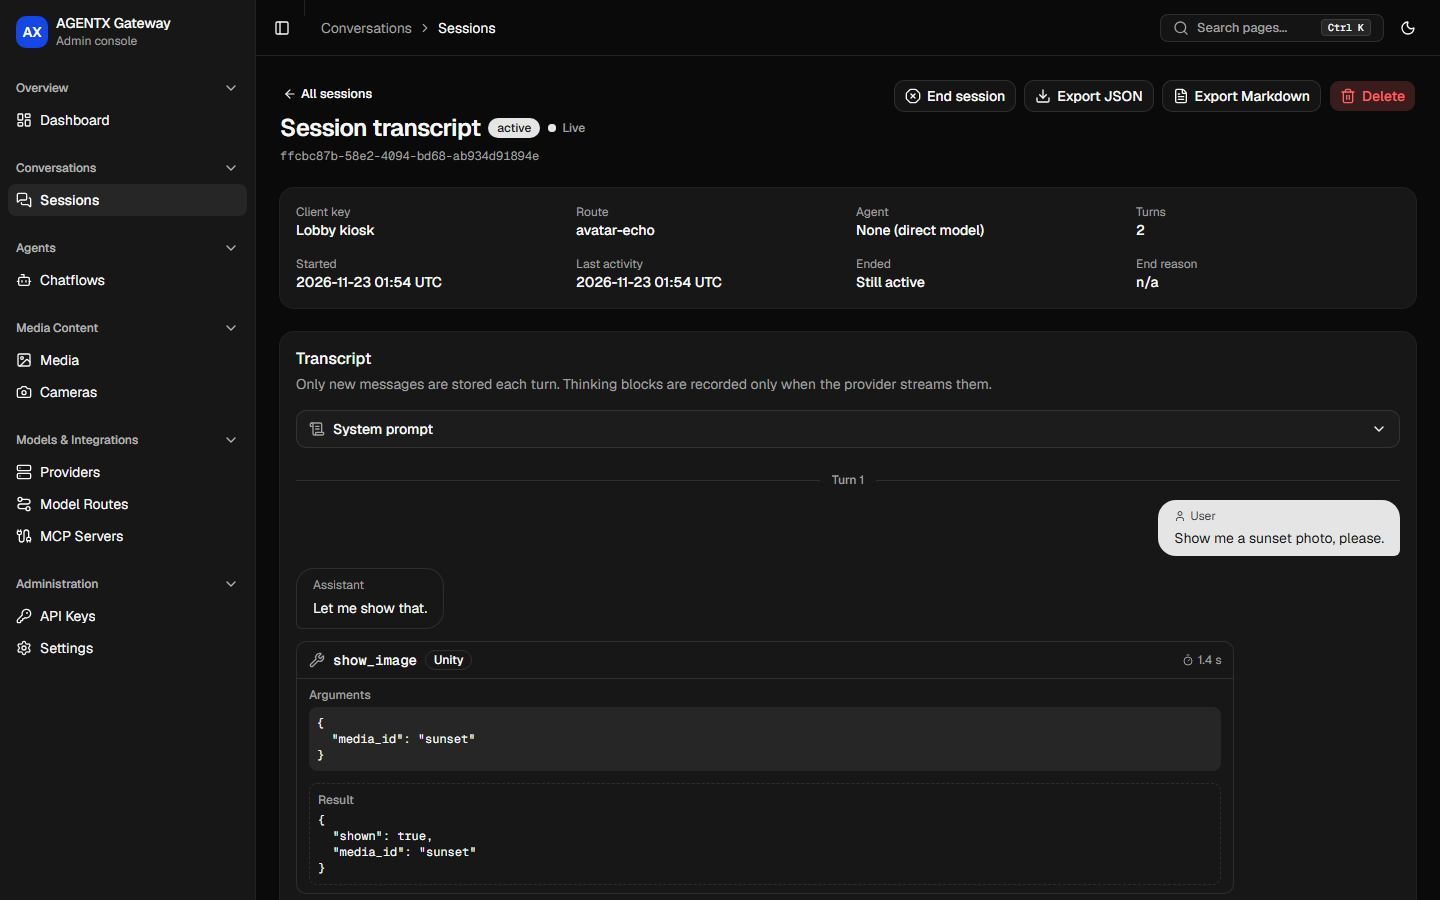 AX
AGENTX Gateway
Admin console
Overview
Dashboard
Conversations
Sessions
Agents
Chatflows
Media Content
Media
Cameras
Models & Integrations
Providers
Model Routes
MCP Servers
Administration
API Keys
Settings
Conversations > Sessions
Search pages... Ctrl K
← All sessions
End session Export JSON Export Markdown Delete
Session transcript active Live
ffcbc87b-58e2-4094-bd68-ab934d91894e
Client key Route Agent Turns
Lobby kiosk avatar-echo None (direct model) 2
Started Last activity Ended End reason
2026-11-23 01:54 UTC 2026-11-23 01:54 UTC Still active n/a
Transcript
Only new messages are stored each turn. Thinking blocks are recorded only when the provider streams them.
System prompt
Turn 1
User
Show me a sunset photo, please.
Assistant
Let me show that.
show_image Unity 1.4 s
Arguments
{
"media_id": "sunset"
}
Result
{
"shown": true,
"media_id": "sunset"
}